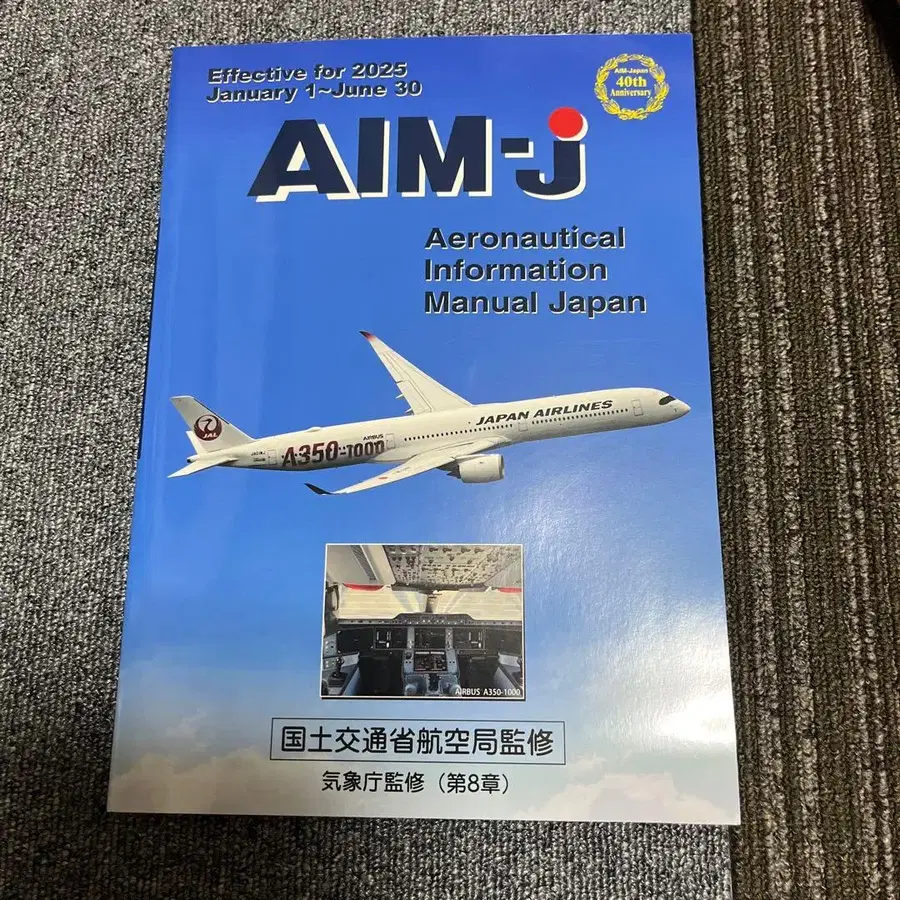 Effective for 2025
January 1~June 30
AIM-Japan
40th
Anniversary
AIM-J
Aeronautical
Information
Manual Japan
JAPAN AIRLINES
AIRBUS
A350-1000
JAL
AIRBUS A350-1000
国土交通省航空局監修
気象庁監修(第8章)